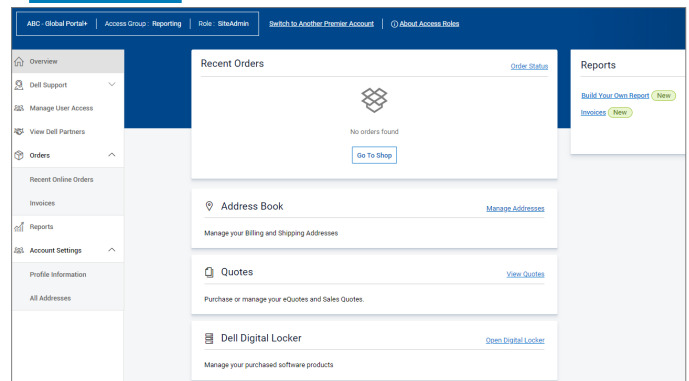 ABC - Global Portal+ Access Group : Reporting Role : SiteAdmin Switch to Another Premier Account About Access Roles
Overview
Dell Support
Manage User Access
View Dell Partners
Orders
Recent Online Orders
Invoices
Reports
Account Settings
Profile Information
All Addresses
Recent Orders Order Status
No orders found
Go To Shop
Address Book Manage Addresses
Manage your Billing and Shipping Addresses
Quotes View Quotes
Purchase or manage your eQuotes and Sales Quotes.
Dell Digital Locker Open Digital Locker
Manage your purchased software products
Reports
Build Your Own Report New
Invoices New